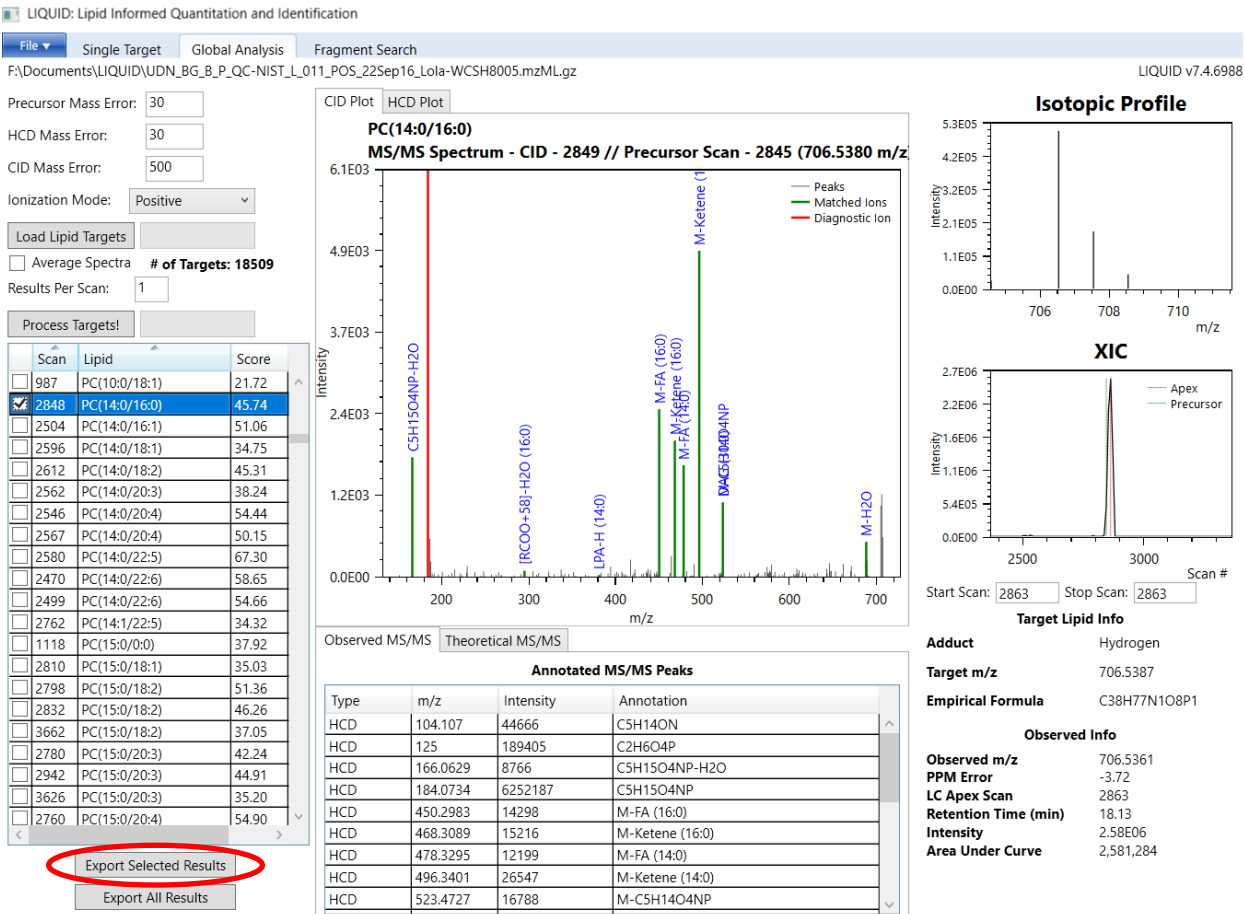 LIQUID: Lipid Informed Quantitation and Identification
File ▼ Single Target Global Analysis Fragment Search
F:\Documents\LIQUID\UDN_BG_B_P_QC-NIST_L_011_POS_22Sep16_Lola-WCSH8005.mzML.gz LIQUID v7.4.6988
Precursor Mass Error: 30
HCD Mass Error: 30
CID Mass Error: 500
Ionization Mode: Positive
Load Lipid Targets
Average Spectra # of Targets: 18509
Results Per Scan: 1
Process Targets!
Scan Lipid Score
987 PC(10:0/18:1) 21.72
2848 PC(14:0/16:0) 45.74
2504 PC(14:0/16:1) 51.06
2596 PC(14:0/18:1) 34.75
2612 PC(14:0/18:2) 45.31
2562 PC(14:0/20:3) 38.24
2546 PC(14:0/20:4) 54.44
2567 PC(14:0/20:4) 50.15
2580 PC(14:0/22:5) 67.30
2470 PC(14:0/22:6) 58.65
2499 PC(14:0/22:6) 54.66
2762 PC(14:1/22:5) 34.32
1118 PC(15:0/0:0) 37.92
2810 PC(15:0/18:1) 35.03
2798 PC(15:0/18:2) 51.36
2832 PC(15:0/18:2) 46.26
3662 PC(15:0/18:2) 37.05
2780 PC(15:0/20:3) 42.24
2942 PC(15:0/20:3) 44.91
3626 PC(15:0/20:3) 35.20
2760 PC(15:0/20:4) 54.90
Export Selected Results
Export All Results
CID Plot HCD Plot
PC(14:0/16:0)
MS/MS Spectrum - CID - 2849 // Precursor Scan - 2845 (706.5380 m/z
6.1E03
4.9E03
3.7E03
2.4E03
1.2E03
0.0E00
Intensity
Peaks
Matched Ions
Diagnostic Ion
C5H15O4NP-H2O
[RCOO+58]-H2O (16:0)
LPA-H (14:0)
M-FA (16:0)
M-Ketene (16:0)
M-FA (14:0)
M-Ketene (1
M-H2O
200 300 400 500 600 700
m/z
Observed MS/MS Theoretical MS/MS
Annotated MS/MS Peaks
Type m/z Intensity Annotation
HCD 104.107 44666 C5H14ON
HCD 125 189405 C2H6O4P
HCD 166.0629 8766 C5H15O4NP-H2O
HCD 184.0734 6252187 C5H15O4NP
HCD 450.2983 14298 M-FA (16:0)
HCD 468.3089 15216 M-Ketene (16:0)
HCD 478.3295 12199 M-FA (14:0)
HCD 496.3401 26547 M-Ketene (14:0)
HCD 523.4727 16788 M-C5H14O4NP
Isotopic Profile
5.3E05
4.2E05
3.2E05
2.1E05
1.1E05
0.0E00
Intensity
706 708 710
m/z
XIC
2.7E06
2.2E06
1.6E06
1.1E06
5.4E05
0.0E00
Intensity
Apex
Precursor
2500 3000
Scan #
Start Scan: 2863 Stop Scan: 2863
Target Lipid Info
Adduct Hydrogen
Target m/z 706.5387
Empirical Formula C38H77N1O8P1
Observed Info
Observed m/z 706.5361
PPM Error -3.72
LC Apex Scan 2863
Retention Time (min) 18.13
Intensity 2.58E06
Area Under Curve 2,581,284